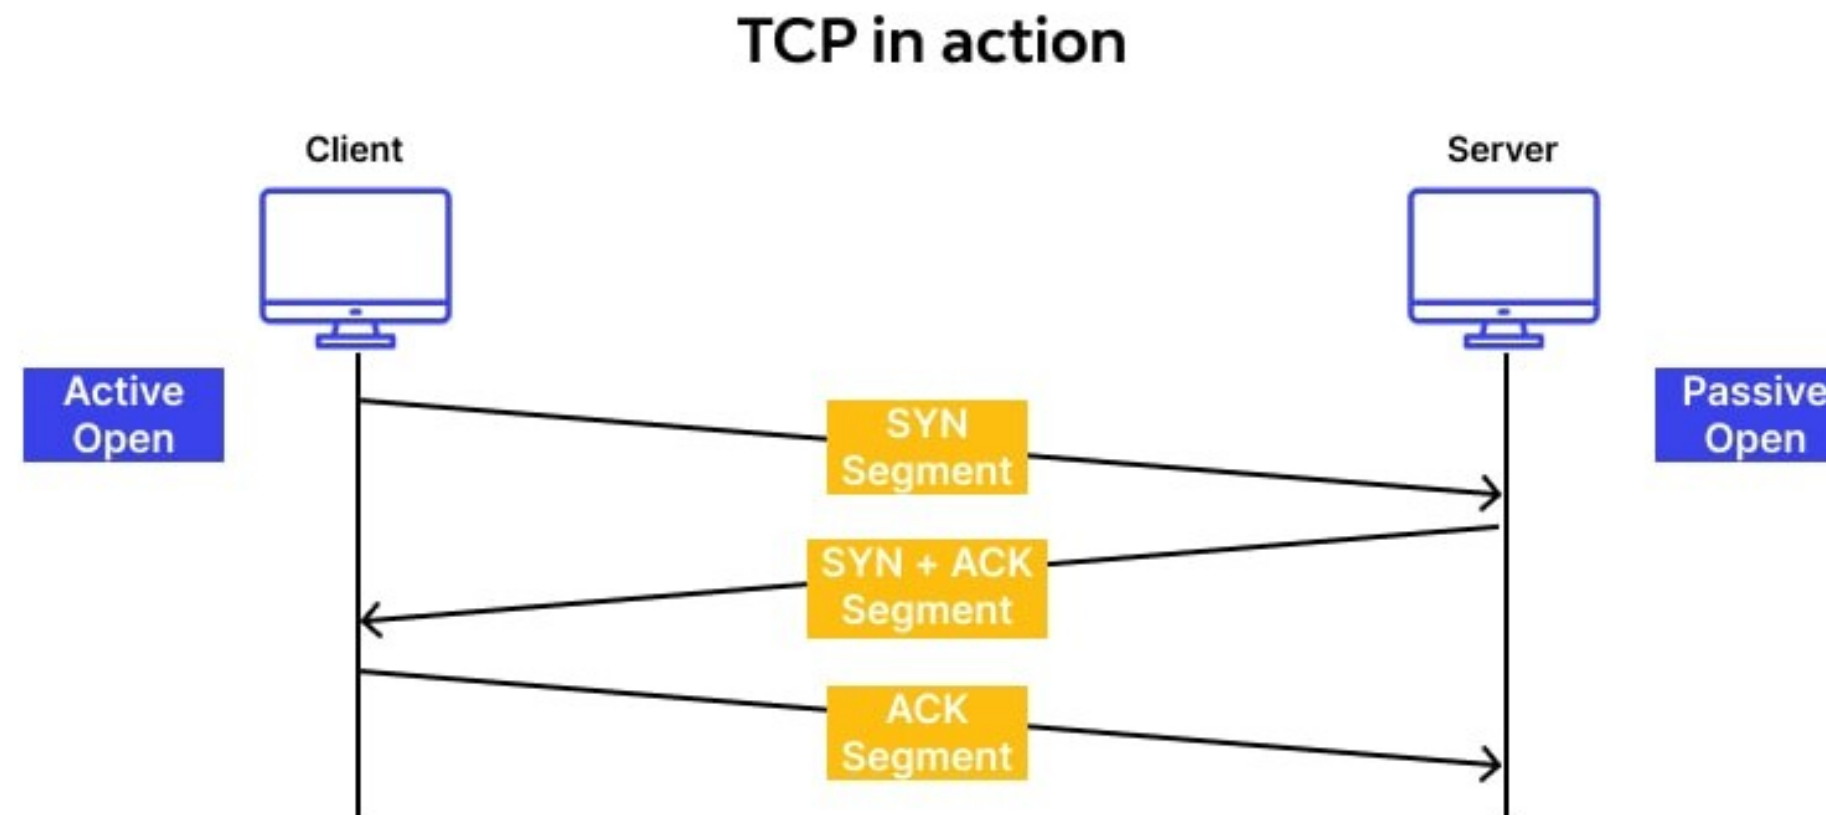 TCP in action
Client
Server
Active
Open
Passive
Open
SYN
Segment
SYN + ACK
Segment
ACK
Segment